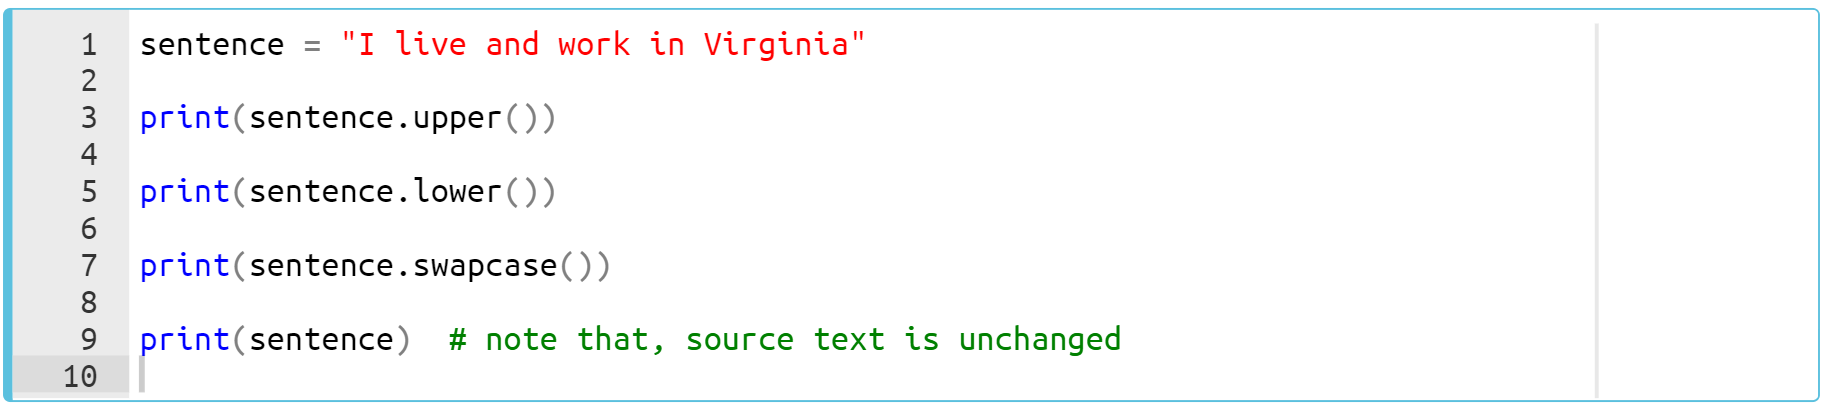 1 sentence = "I live and work in Virginia"
2
3 print(sentence.upper())
4
5 print(sentence.lower())
6
7 print(sentence.swapcase())
8
9 print(sentence)  # note that, source text is unchanged
10